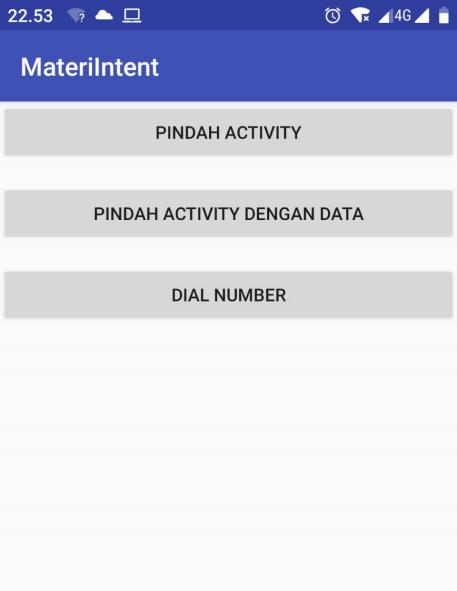 22.53 ? 4G
MateriIntent
PINDAH ACTIVITY
PINDAH ACTIVITY DENGAN DATA
DIAL NUMBER